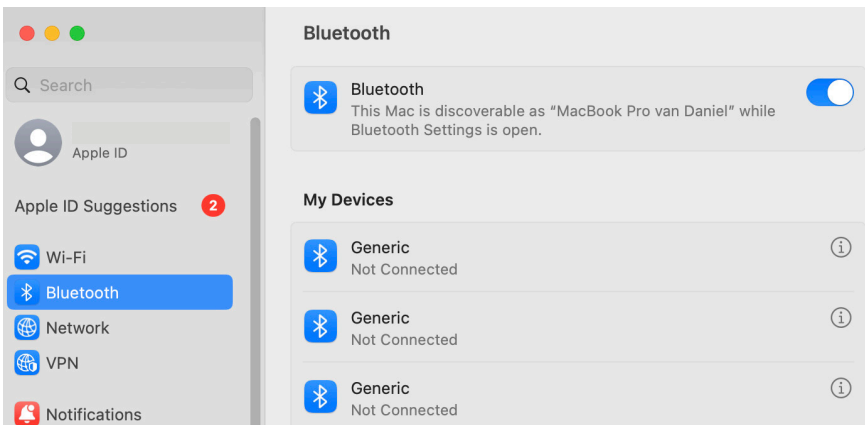 Search
Apple ID
Apple ID Suggestions 2
Wi-Fi
Bluetooth
Network
VPN
Notifications
Bluetooth
Bluetooth
This Mac is discoverable as “MacBook Pro van Daniel” while
Bluetooth Settings is open.
My Devices
Generic
Not Connected
Generic
Not Connected
Generic
Not Connected